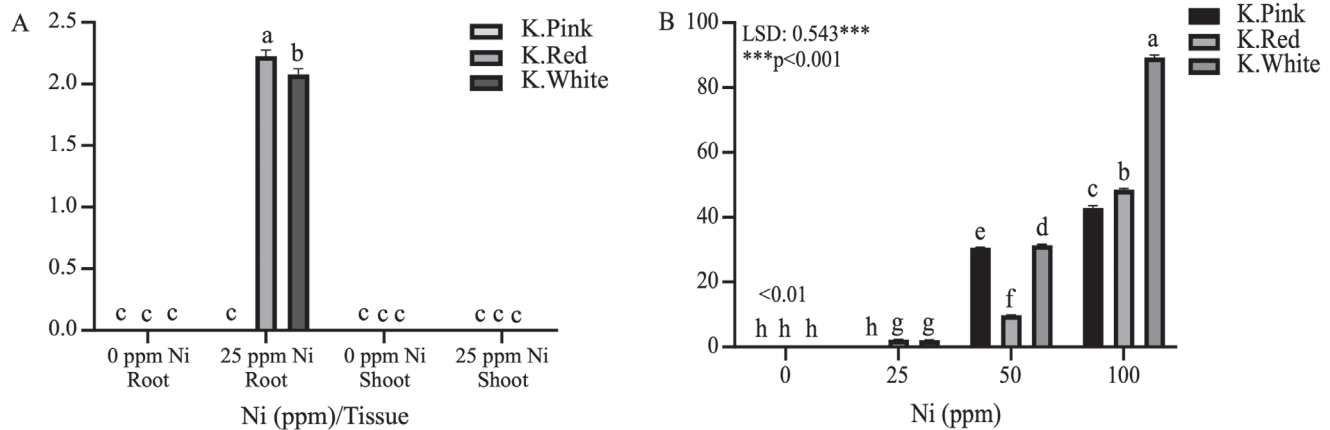 A
2.5
2.0
1.5
1.0
0.5
0.0
K.Pink
K.Red
K.White
a
b
c c c c
c c c
c c c
0 ppm Ni
Root
25 ppm Ni
Root
0 ppm Ni
Shoot
25 ppm Ni
Shoot
Ni (ppm)/Tissue
B
100
80
60
40
20
0
LSD: 0.543***
***p<0.001
K.Pink
K.Red
K.White
<0.01
h h h
h g g
e
f
d
c
b
a
0
25
50
100
Ni (ppm)